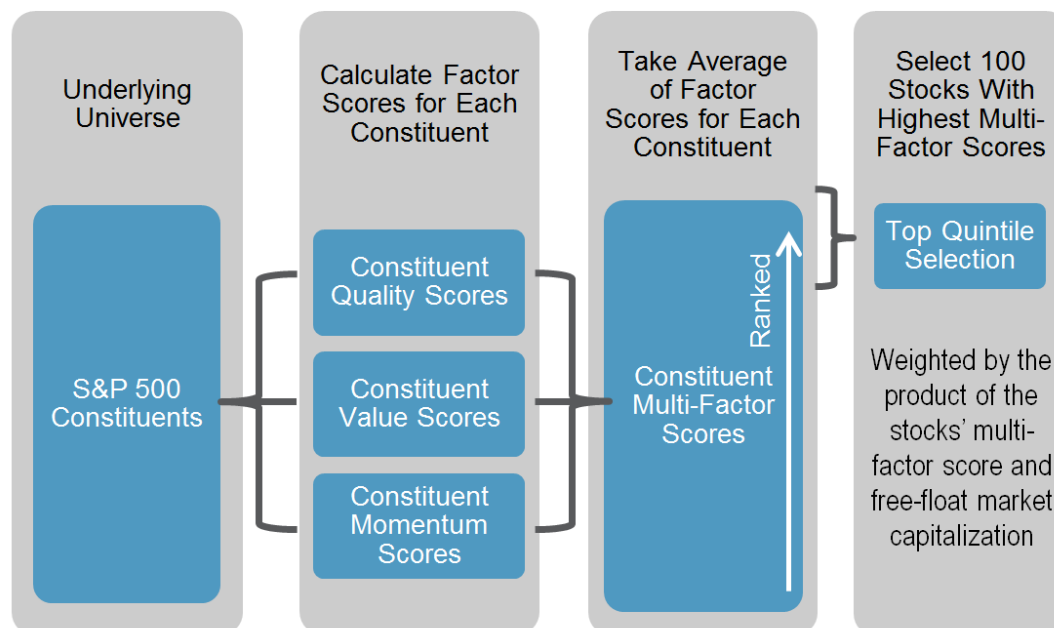 Underlying
Universe
S&P 500
Constituents
Calculate Factor
Scores for Each
Constituent
Constituent
Quality Scores
Constituent
Value Scores
Constituent
Momentum
Scores
Take Average
of Factor
Scores for Each
Constituent
Ranked
Constituent
Multi-Factor
Scores
Select 100
Stocks With
Highest Multi-
Factor Scores
Top Quintile
Selection
Weighted by the
product of the
stocks' multi-
factor score and
free-float market
capitalization